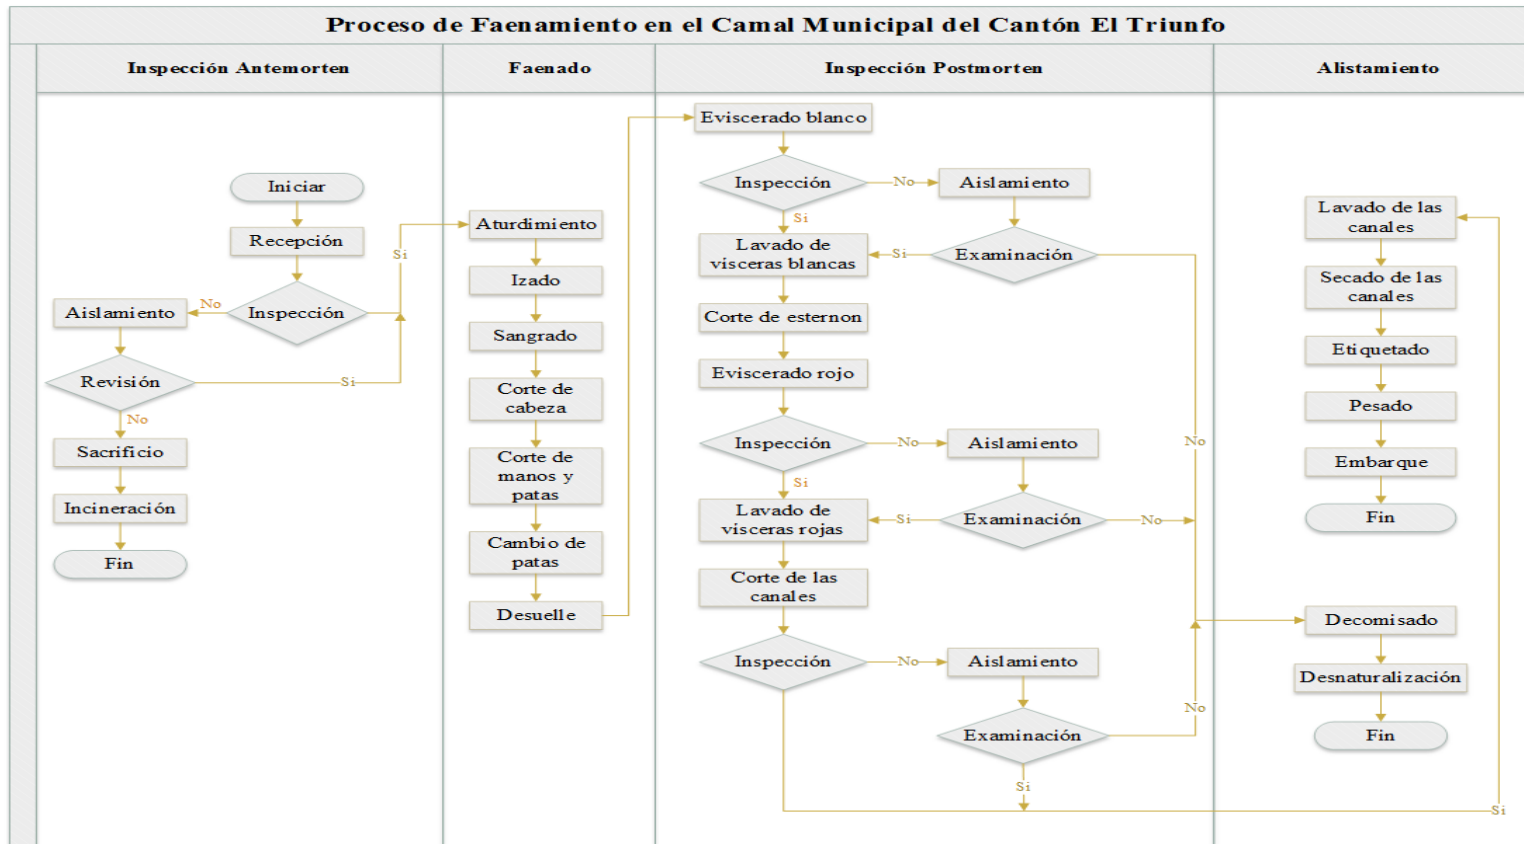 Proceso de Faenamiento en el Camal Municipal del Cantón El Triunfo
Inspección Antemorten
Faenado
Inspección Postmorten
Alistamiento
Iniciar
Recepción
Inspección
No
Si
Aislamiento
Revisión
Si
No
Sacrificio
Incineración
Fin
Aturdimiento
Izado
Sangrado
Corte de
cabeza
Corte de
manos y
patas
Cambio de
patas
Desuelle
Eviscerado blanco
Inspección
No
Aislamiento
Si
Lavado de
visceras blancas
Si
Examinación
Corte de esternon
Eviscerado rojo
Inspección
No
Aislamiento
No
Si
Lavado de
visceras rojas
Si
Examinación
No
Corte de las
canales
Inspección
No
Aislamiento
No
Examinación
Si
Si
Lavado de las
canales
Secado de las
canales
Etiquetado
Pesado
Embarque
Fin
Decomisado
Desnaturalización
Fin